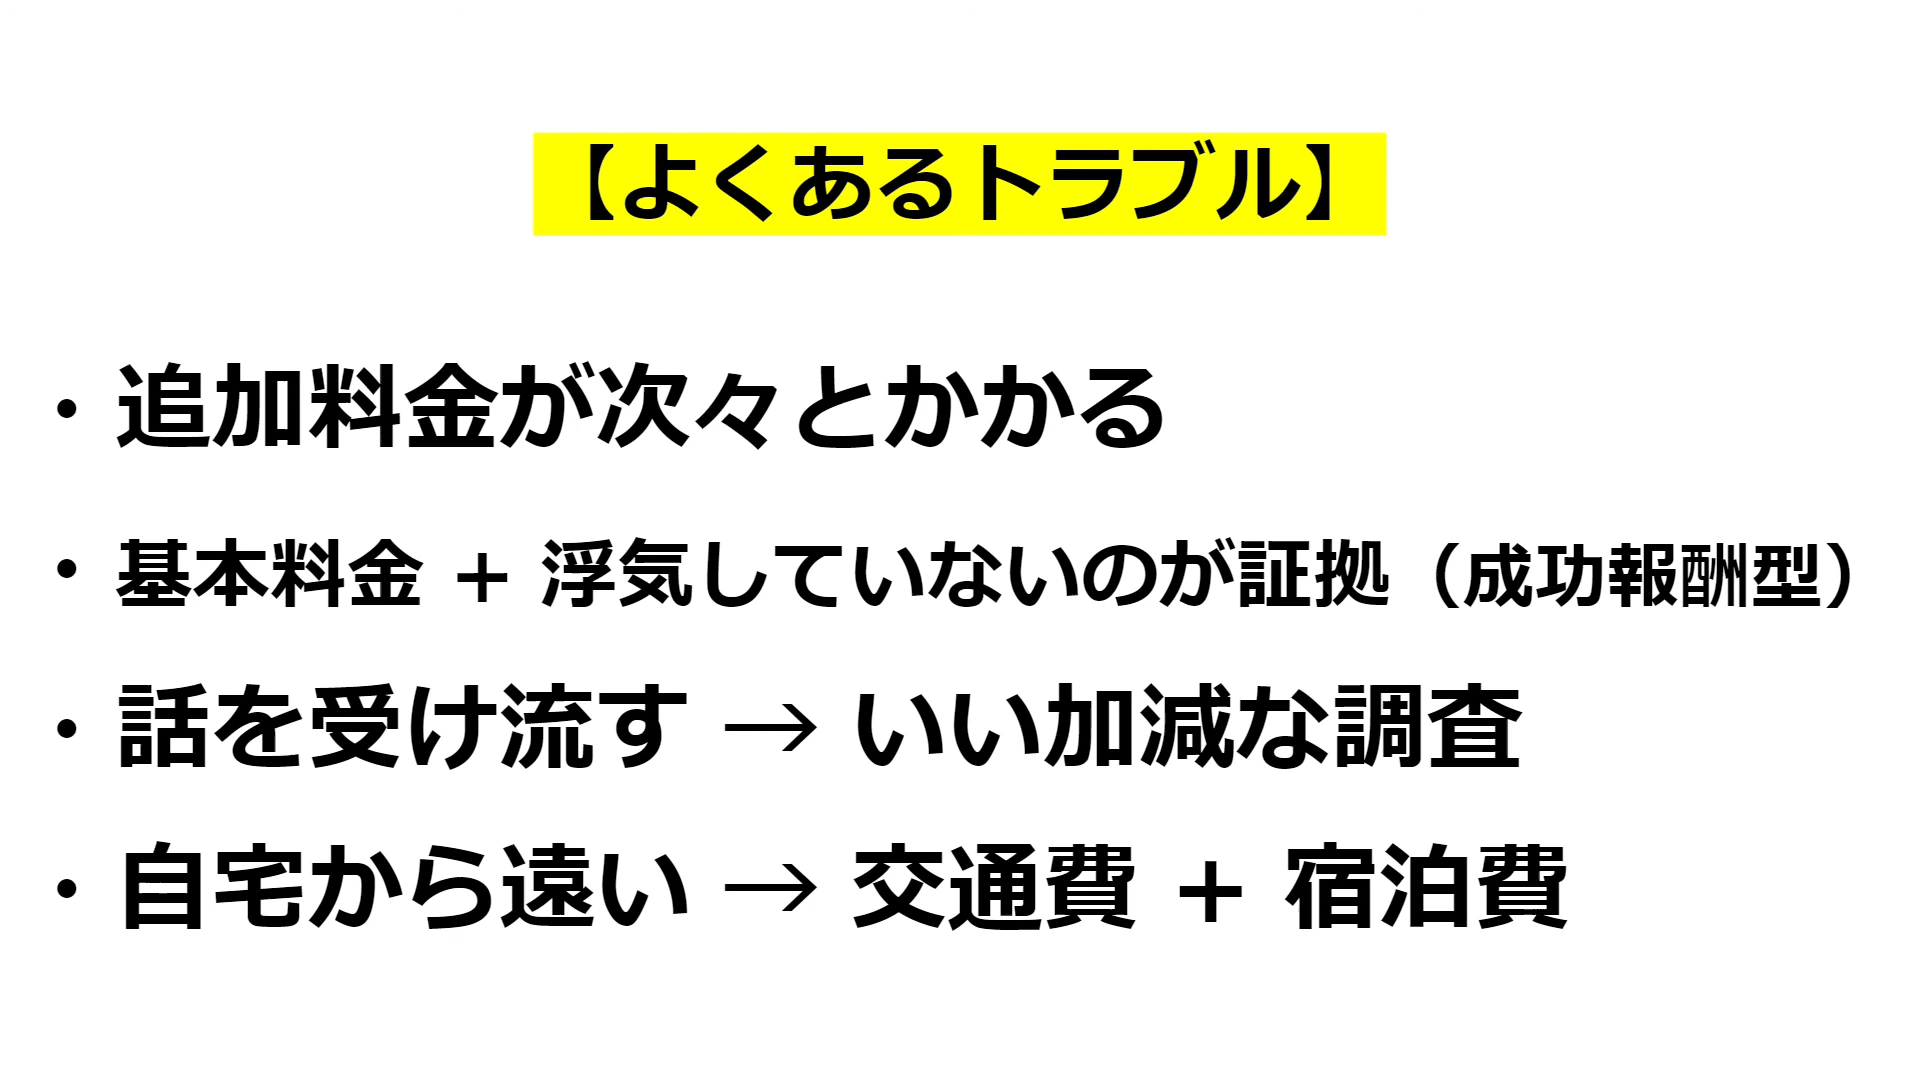 【よくあるトラブル】
・追加料金が次々とかかる
・基本料金 + 浮気していないのが証拠（成功報酬型）
・話を受け流す → いい加減な調査
・自宅から遠い → 交通費 + 宿泊費